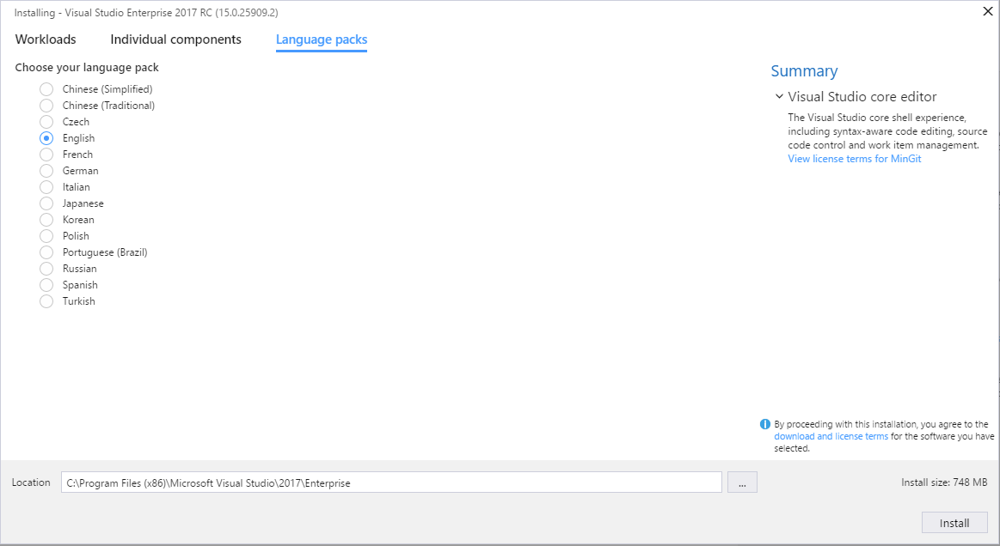 Installing - Visual Studio Enterprise 2017 RC (15.0.25909.2)
Workloads Individual components Language packs
Choose your language pack
Chinese (Simplified)
Chinese (Traditional)
Czech
English
French
German
Italian
Japanese
Korean
Polish
Portuguese (Brazil)
Russian
Spanish
Turkish
Summary
Visual Studio core editor
The Visual Studio core shell experience,
including syntax-aware code editing, source
code control and work item management.
View license terms for MinGit
By proceeding with this installation, you agree to the
download and license terms for the software you have
selected.
Location C:\Program Files (x86)\Microsoft Visual Studio\2017\Enterprise ... Install size: 748 MB
Install